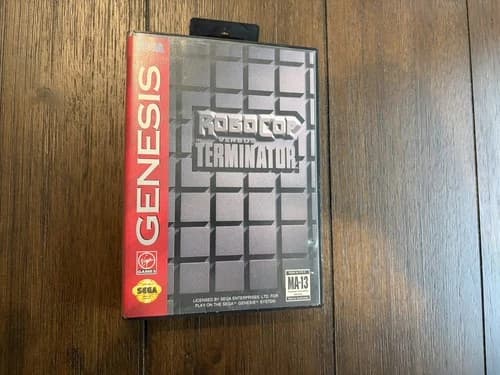 SEGA
GENESIS
ROBOCOP
VERSUS
TERMINATOR
Virgin
GAMES
SEGA
LICENSED BY SEGA ENTERPRISES, LTD. FOR
PLAY ON THE SEGA™ GENESIS™ SYSTEM.
MA-13